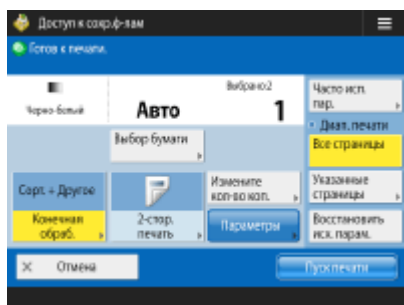 Доступ к сохр.ф-лам
Готов к печати.
Черно-белый
Авто
Выбрано:2
1
Часто исп.
пар.
Диап. печати
Все страницы
Выбор бумаги
Сорт. + Другое
Измените
кол-во коп.
Указанные
страницы
Конечная
обраб.
2-стор.
печать
Параметры
Восстановить
исх. парам.
Отмена
Пуск печати